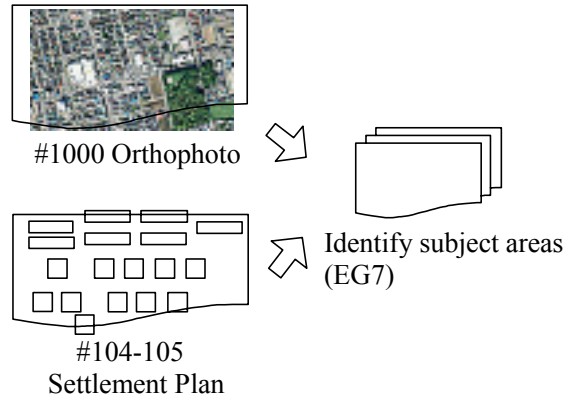 #1000 Orthophoto
Identify subject areas
(EG7)
#104-105
Settlement Plan